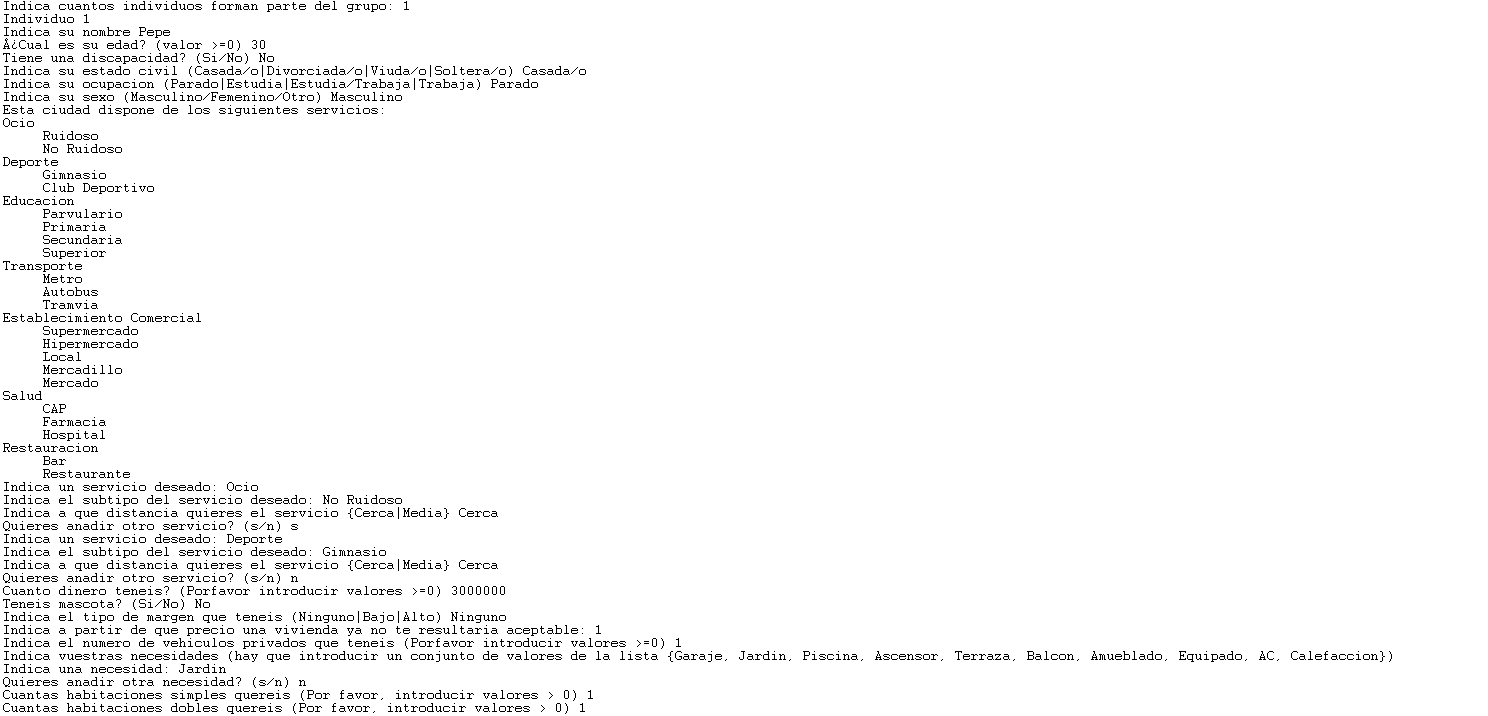 Indica cuantos individuos forman parte del grupo: 1
Individuo 1
Indica su nombre Pepe
Â¿Cual es su edad? (valor >=0) 30
Tiene una discapacidad? (Si/No) No
Indica su estado civil (Casada/o|Divorciada/o|Viuda/o|Soltera/o) Casada/o
Indica su ocupacion (Parado|Estudia|Estudia/Trabaja|Trabaja) Parado
Indica su sexo (Masculino/Femenino/Otro) Masculino
Esta ciudad dispone de los siguientes servicios:
Ocio
Ruidoso
No Ruidoso
Deporte
Gimnasio
Club Deportivo
Educacion
Parvulario
Primaria
Secundaria
Superior
Transporte
Metro
Autobus
Tramvia
Establecimiento Comercial
Supermercado
Hipermercado
Local
Mercadillo
Mercado
Salud
CAP
Farmacia
Hospital
Restauracion
Bar
Restaurante
Indica un servicio deseado: Ocio
Indica el subtipo del servicio deseado: No Ruidoso
Indica a que distancia quieres el servicio {Cerca|Media} Cerca
Quieres anadir otro servicio? (s/n) s
Indica un servicio deseado: Deporte
Indica el subtipo del servicio deseado: Gimnasio
Indica a que distancia quieres el servicio {Cerca|Media} Cerca
Quieres anadir otro servicio? (s/n) n
Cuanto dinero teneis? (Porfavor introducir valores >=0) 3000000
Teneis mascota? (Si/No) No
Indica el tipo de margen que teneis (Ninguno|Bajo|Alto) Ninguno
Indica a partir de que precio una vivienda ya no te resultaria aceptable: 1
Indica el numero de vehiculos privados que teneis (Porfavor introducir valores >=0) 1
Indica vuestras necesidades (hay que introducir un conjunto de valores de la lista {Garaje, Jardin, Piscina, Ascensor, Terraza, Balcon, Amueblado, Equipado, AC, Calefaccion})
Indica una necesidad: Jardin
Quieres anadir otra necesidad? (s/n) n
Cuantas habitaciones simples quereis (Por favor, introducir valores > 0) 1
Cuantas habitaciones dobles quereis (Por favor, introducir valores > 0) 1